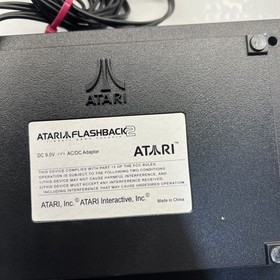 ATARI
ATARI FLASHBACK 2
DC 9.0V AC/DC Adaptor
ATARI
THIS DEVICE COMPLIES WITH PART 15 OF THE FCC RULES.
OPERATION IS SUBJECT TO THE FOLLOWING TWO CONDITIONS:
(1)THIS DEVICE MAY NOT CAUSE HARMFUL INTERFERENCE, AND
(2)THIS DEVICE MUST ACCEPT ANY INTERFERENCE RECEIVED,
INCLUDING INTERFERENCE THAT MAY CAUSE UNDESIRED OPERATION
ATARI, Inc.© ATARI Interactive, Inc.©
Made in China